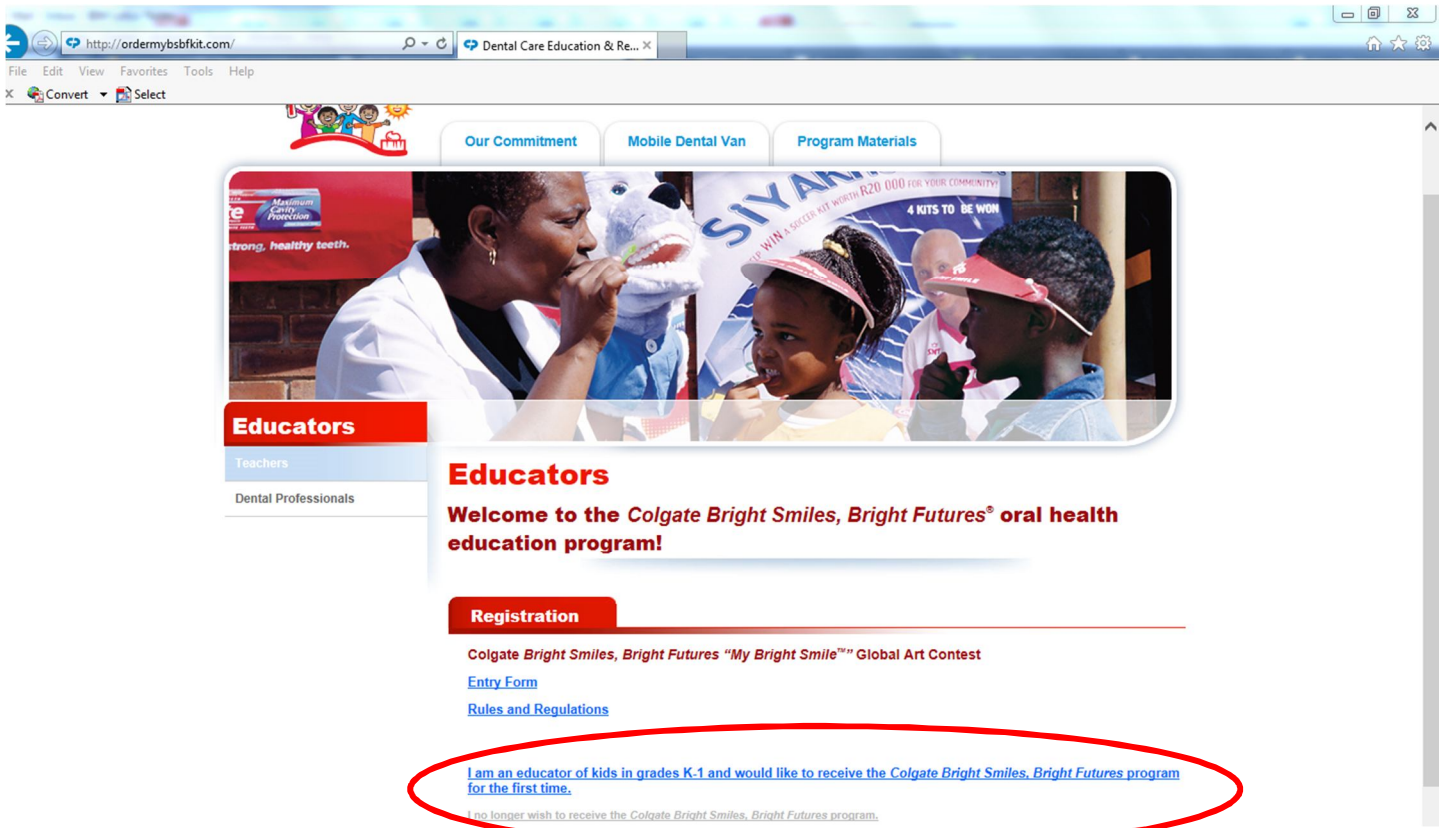 http://ordermybsbfkit.com/
Dental Care Education & Re...
File Edit View Favorites Tools Help
x Convert Select
Our Commitment
Mobile Dental Van
Program Materials
Maximum
Cavity
Protection
strong, healthy teeth.
WIN A SOCCER KIT WORTH R20 000 FOR YOUR COMMUNITY!
4 KITS TO BE WON
Educators
Teachers
Dental Professionals
Educators
Welcome to the Colgate Bright Smiles, Bright Futures® oral health
education program!
Registration
Colgate Bright Smiles, Bright Futures “My Bright Smile™” Global Art Contest
Entry Form
Rules and Regulations
I am an educator of kids in grades K-1 and would like to receive the Colgate Bright Smiles, Bright Futures program
for the first time.
I no longer wish to receive the Colgate Bright Smiles, Bright Futures program.